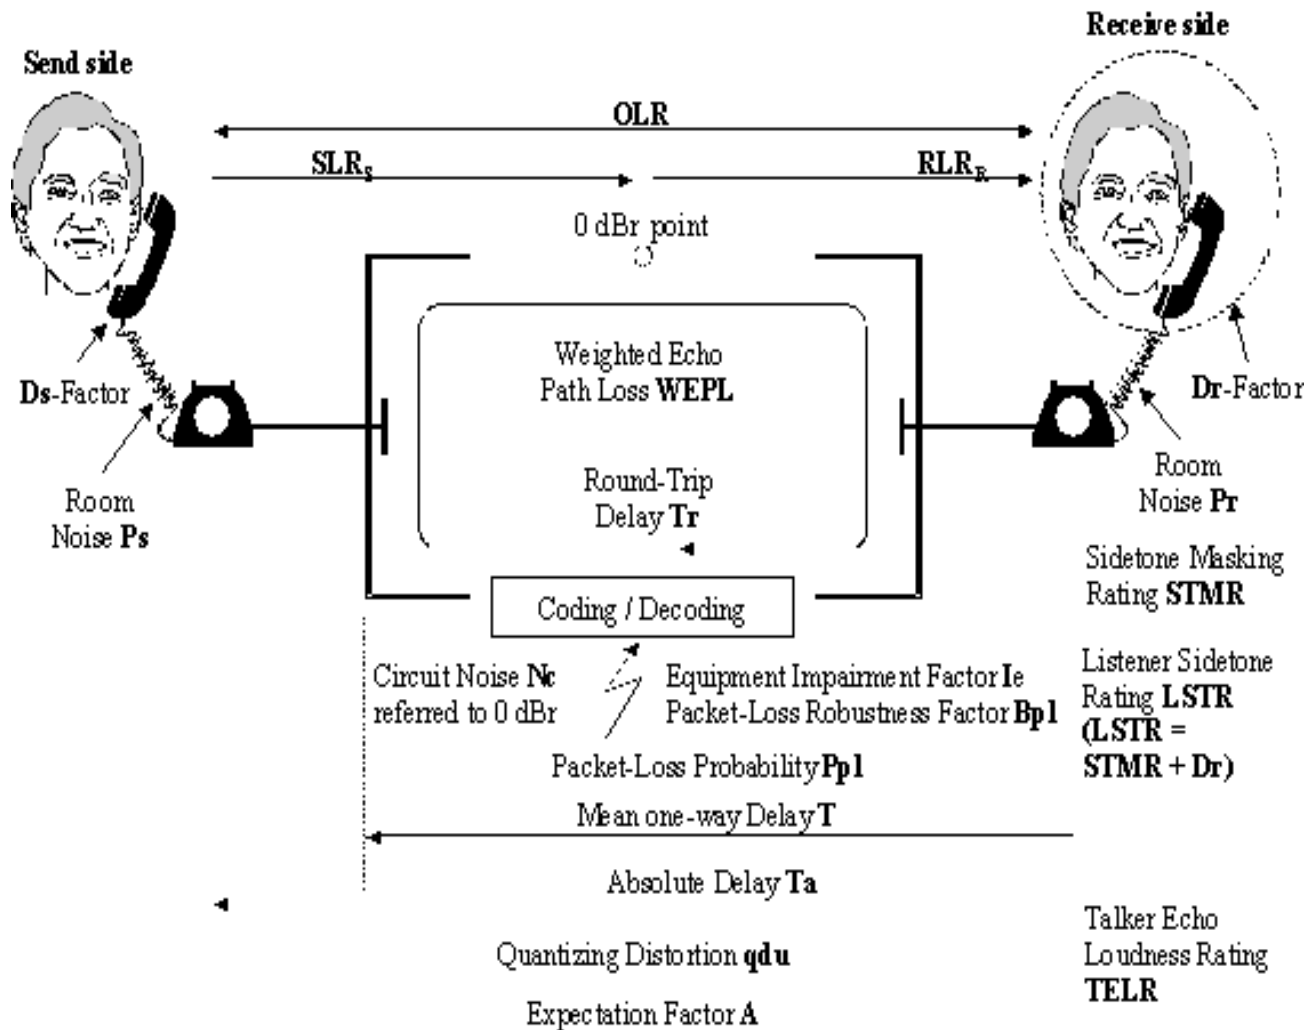 Receive side
Send side
OLR
SLRS
RLRR
0 dBr point
Weighted Echo
Path Loss WEPL
Ds-Factor
Dr-Factor
Round-Trip
Delay Tr
Room
Noise Ps
Room
Noise Pr
Sidetone Masking
Rating STMR
Coding / Decoding
Circuit Noise Nc
referred to 0 dBr
Equipment Impairment Factor Ie
Packet-Loss Robustness Factor Bpl
Listener Sidetone
Rating LSTR
(LSTR =
STMR + Dr)
Packet-Loss Probability Ppl
Mean one-way Delay T
Absolute Delay Ta
Talker Echo
Loudness Rating
TELR
Quantizing Distortion qdu
Expectation Factor A